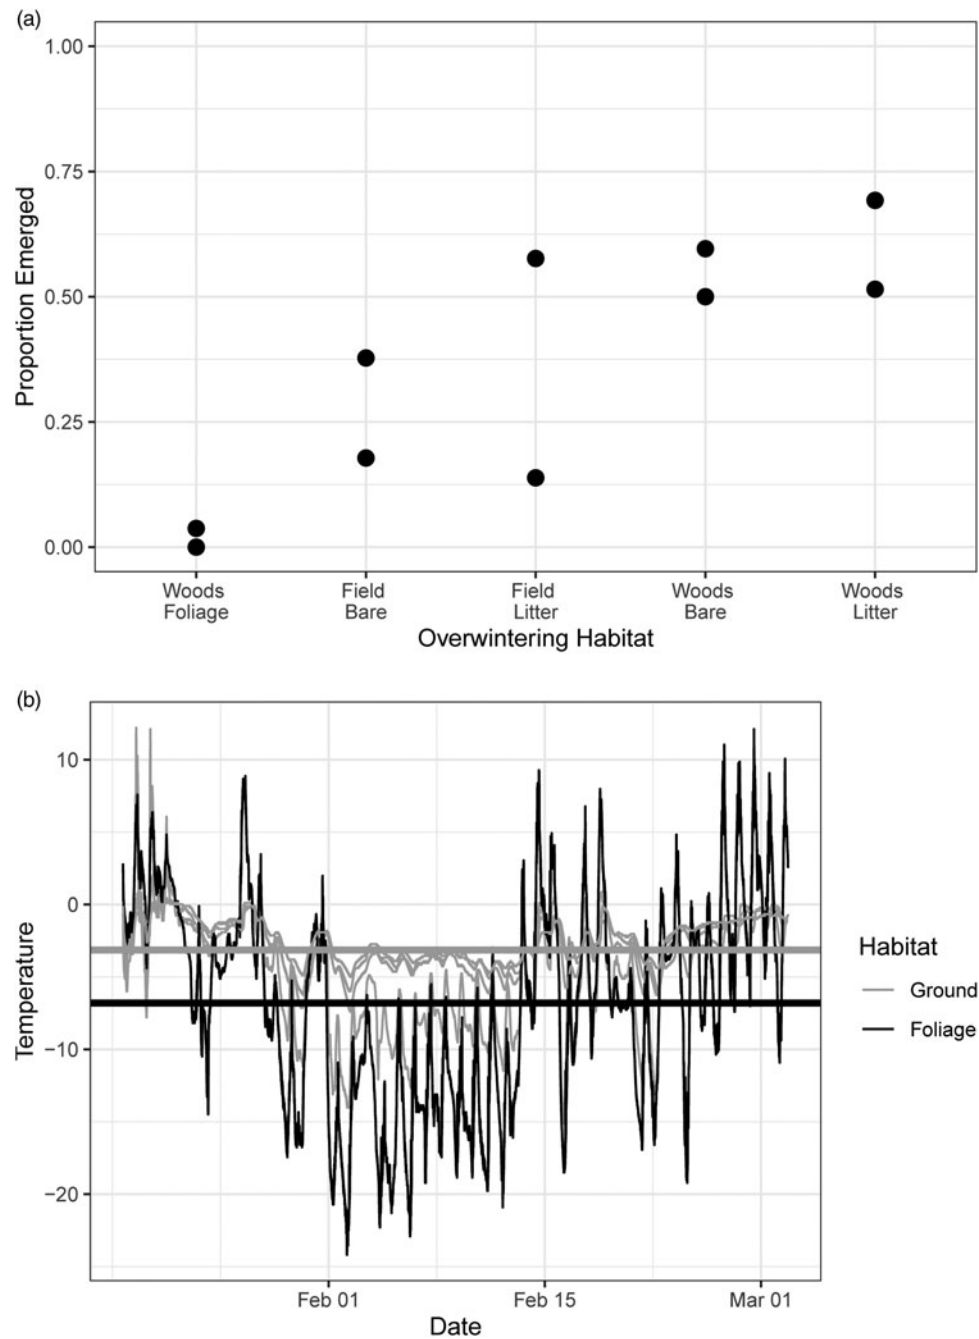 (a)
1.00
0.75
0.50
0.25
0.00
Proportion Emerged
Woods Foliage
Field Bare
Field Litter
Woods Bare
Woods Litter
Overwintering Habitat
(b)
10
0
−10
−20
Temperature
Feb 01
Feb 15
Mar 01
Date
Habitat
Ground
Foliage